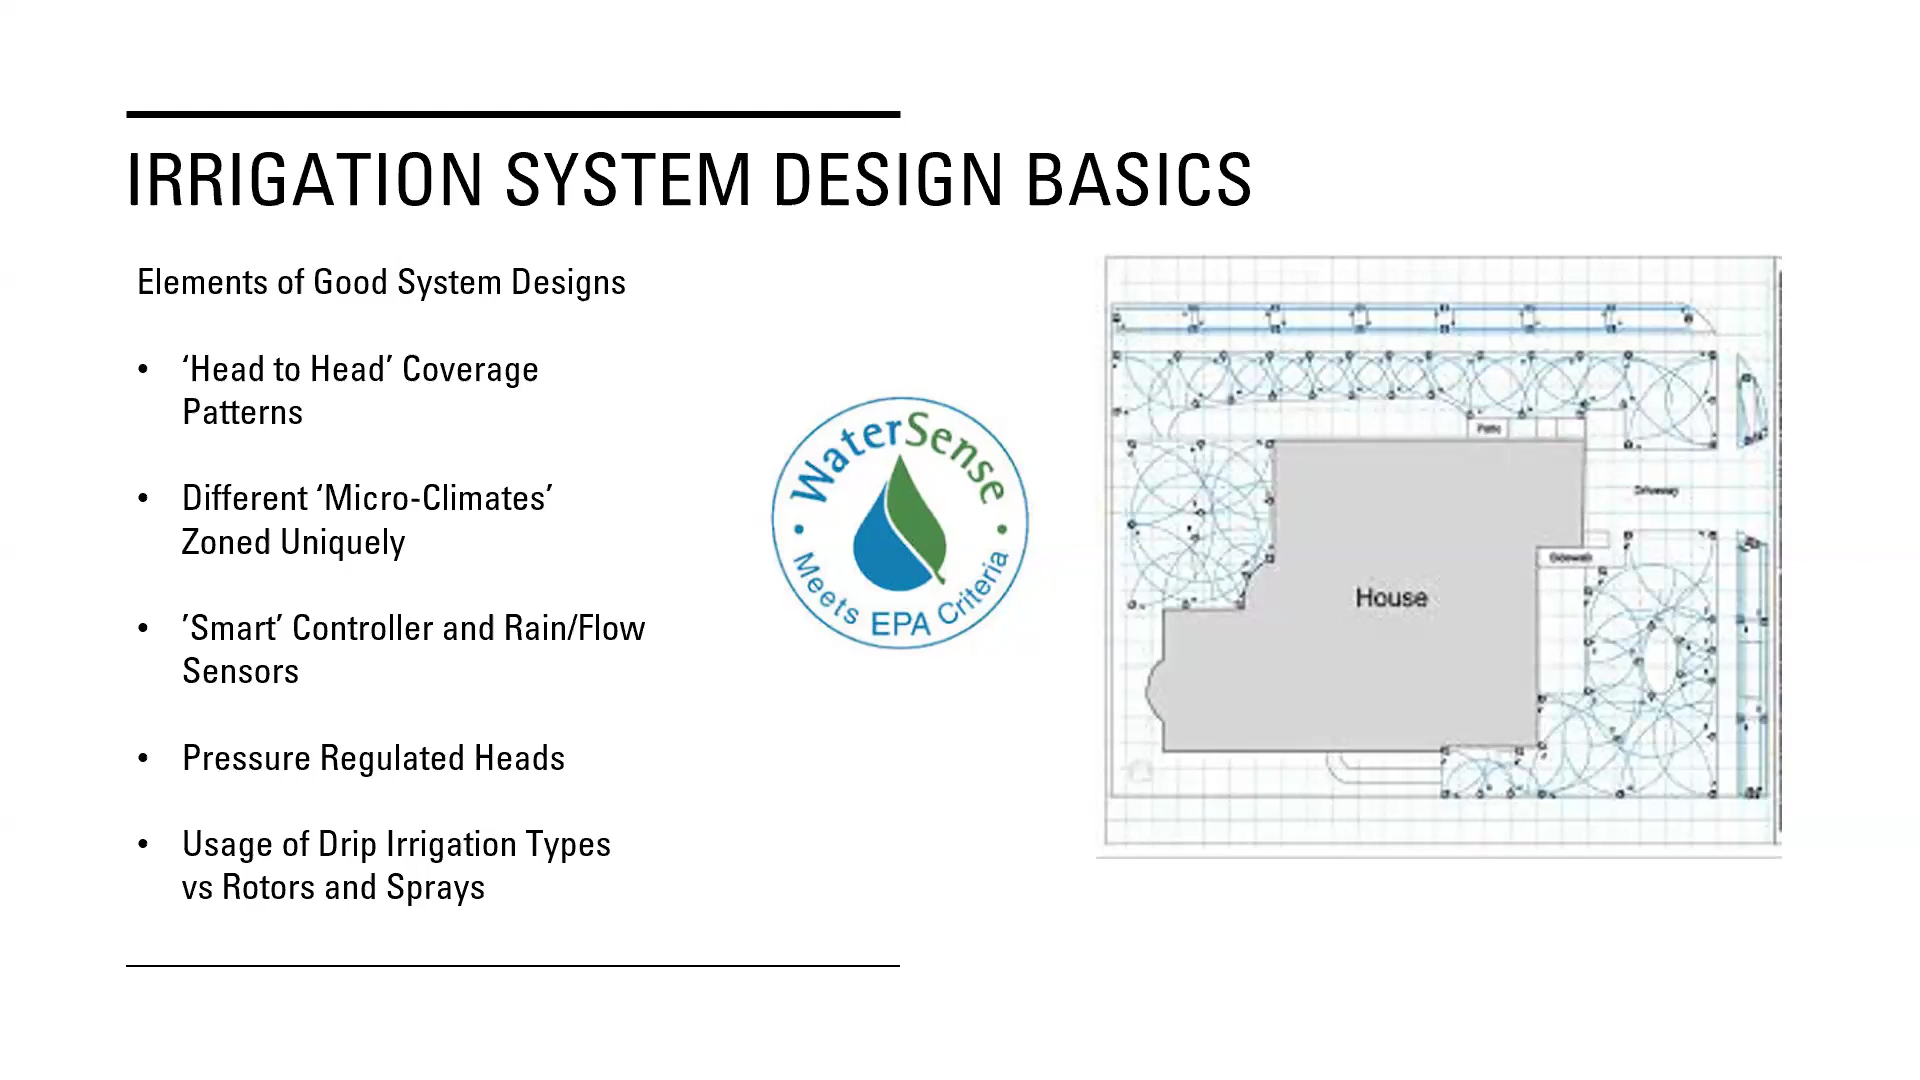 IRRIGATION SYSTEM DESIGN BASICS
Elements of Good System Designs
• ‘Head to Head’ Coverage
Patterns
• Different ‘Micro-Climates’
Zoned Uniquely
• ’Smart’ Controller and Rain/Flow
Sensors
• Pressure Regulated Heads
• Usage of Drip Irrigation Types
vs Rotors and Sprays
WaterSense
• Meets EPA Criteria •
Patio
Driveway
Sidewalk
House